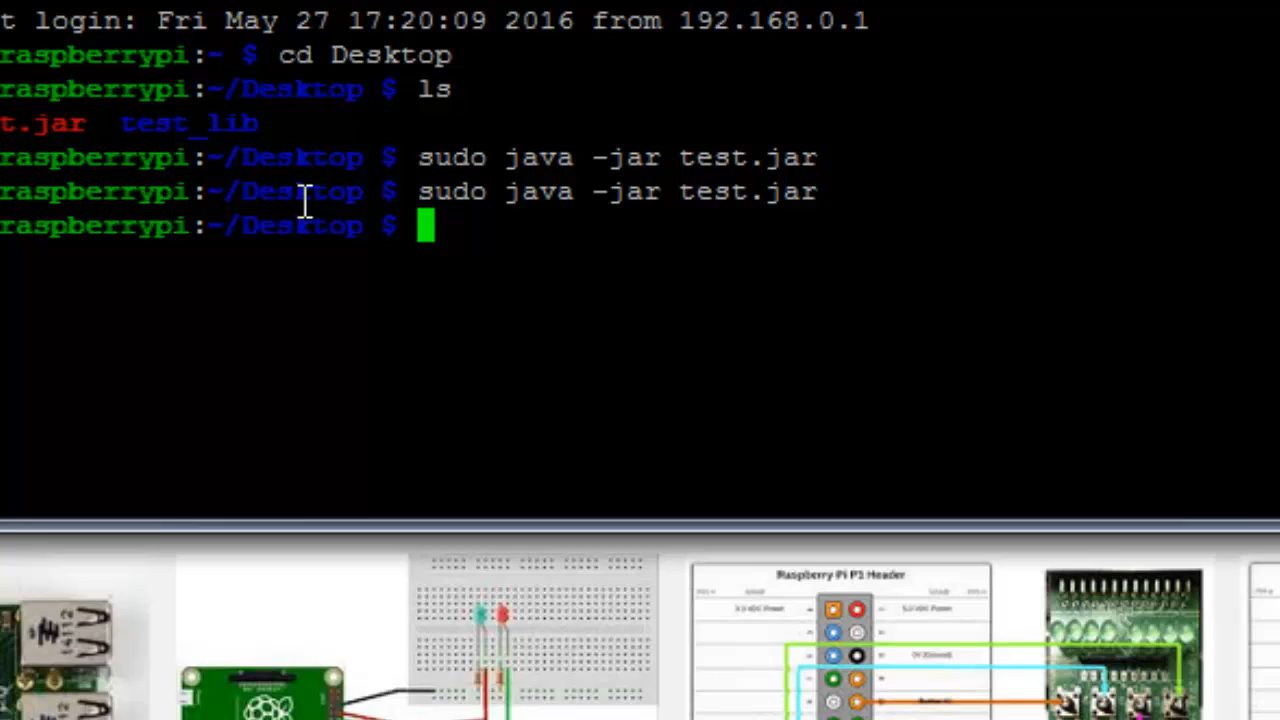 t login: Fri May 27 17:20:09 2016 from 192.168.0.1
raspberrypi:~ $ cd Desktop
raspberrypi:~/Desktop $ ls
t.jar  test_lib
raspberrypi:~/Desktop $ sudo java -jar test.jar
raspberrypi:~/Desktop $ sudo java -jar test.jar
raspberrypi:~/Desktop $
Raspberry Pi P1 Header
14112